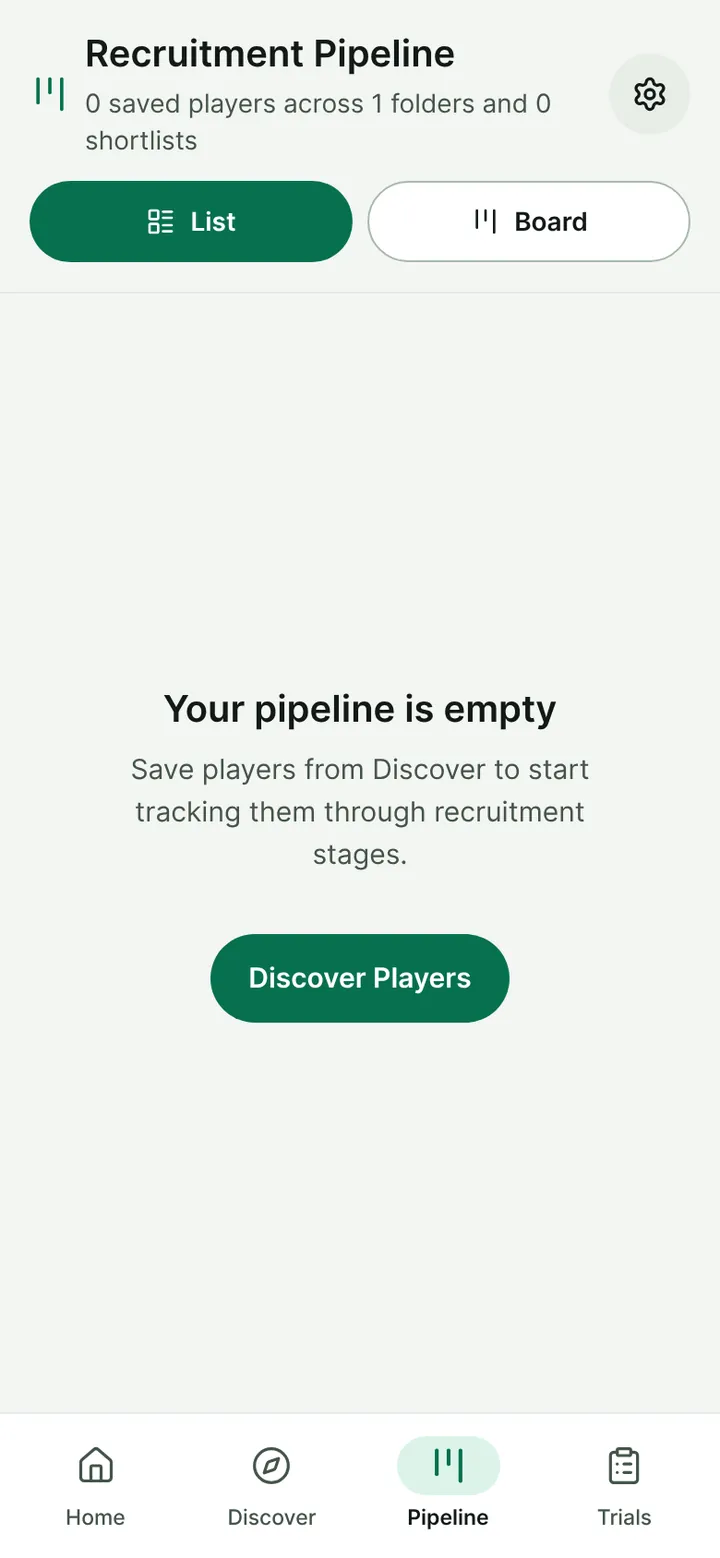 Recruitment Pipeline
0 saved players across 1 folders and 0
shortlists
List
Board
Your pipeline is empty
Save players from Discover to start
tracking them through recruitment
stages.
Discover Players
Home
Discover
Pipeline
Trials